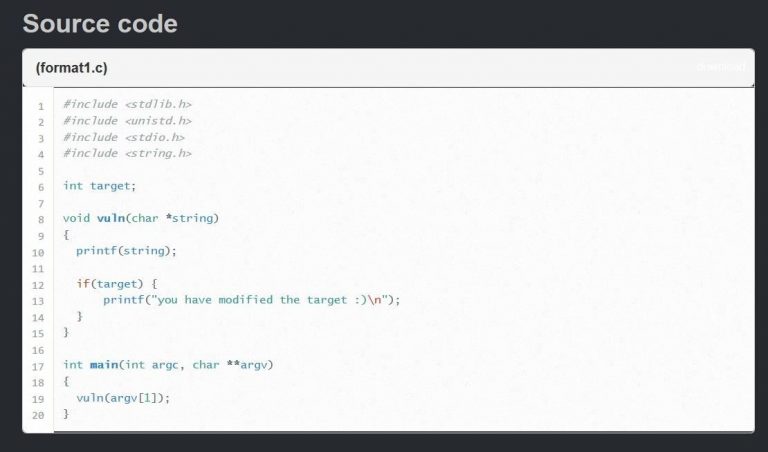 Source code
(format1.c)
download
1 #include <stdlib.h>
2 #include <unistd.h>
3 #include <stdio.h>
4 #include <string.h>
5
6 int target;
7
8 void vuln(char *string)
9 {
10   printf(string);
11
12   if(target) {
13       printf("you have modified the target :)\n");
14   }
15 }
16
17 int main(int argc, char **argv)
18 {
19   vuln(argv[1]);
20 }